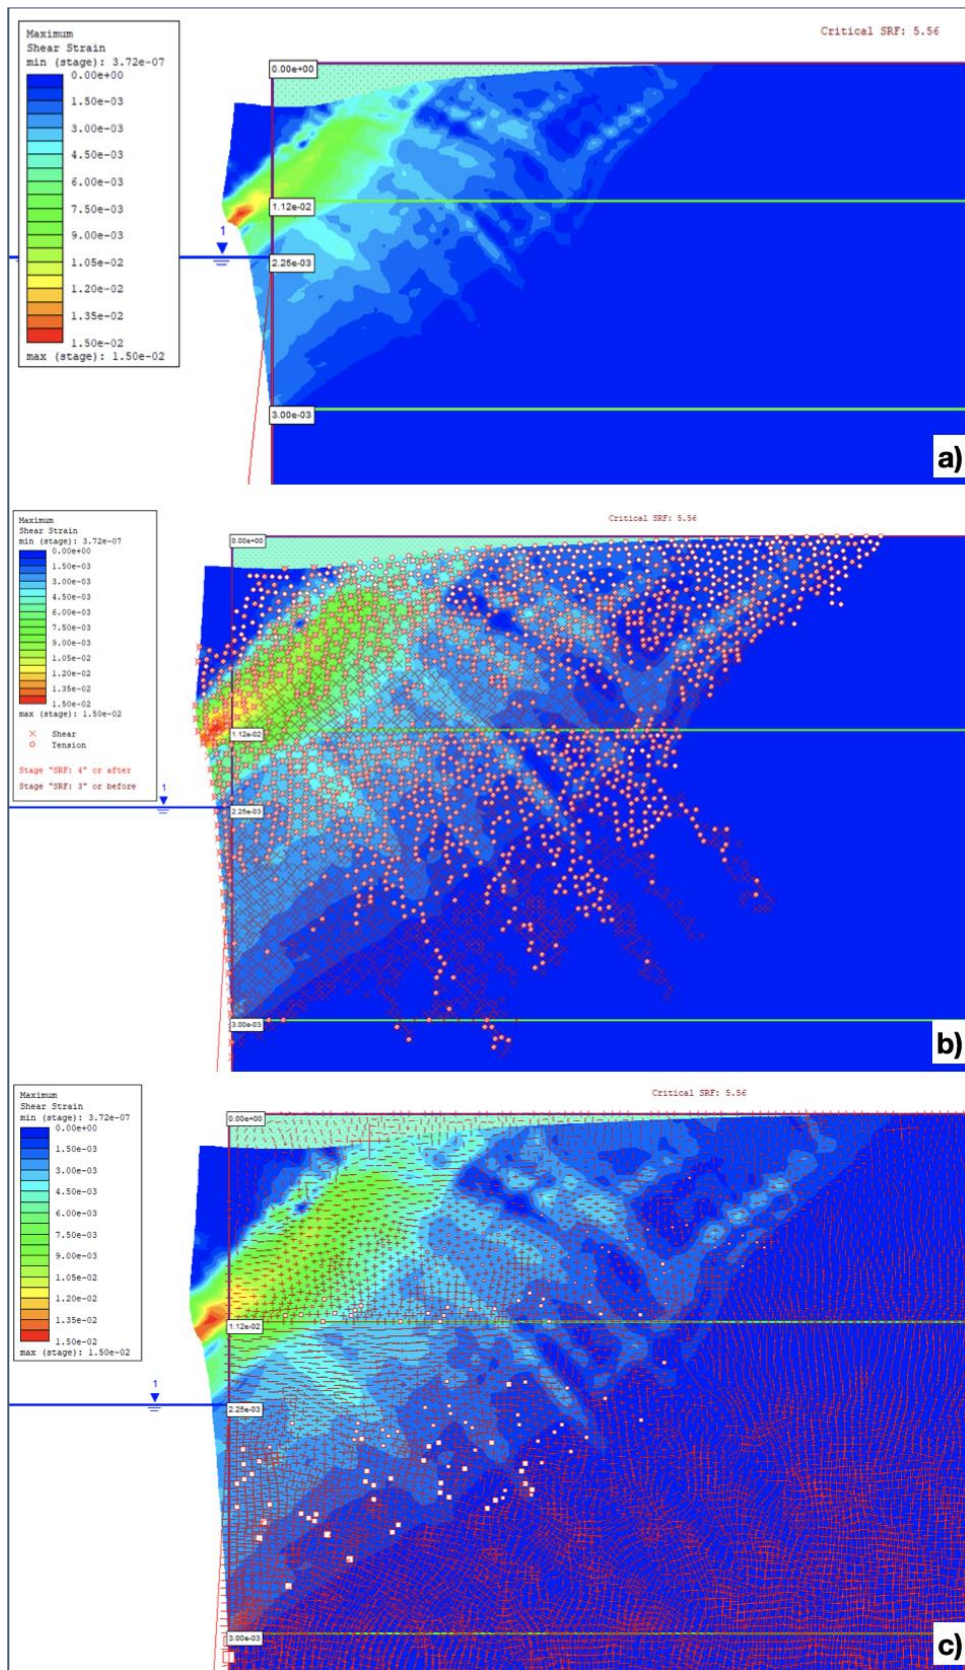 Critical SRF: 5.56
Maximum
Shear Strain
min (stage): 3.72e-07
0.00e+00
1.50e-03
3.00e-03
4.50e-03
6.00e-03
7.50e-03
9.00e-03
1.05e-02
1.20e-02
1.35e-02
1.50e-02
max (stage): 1.50e-02
0.00e+00
1.12e-02
1
2.25e-03
3.00e-03
a)
Critical SRF: 5.56
Maximum
Shear Strain
min (stage): 3.72e-07
0.00e+00
1.50e-03
3.00e-03
4.50e-03
6.00e-03
7.50e-03
9.00e-03
1.05e-02
1.20e-02
1.35e-02
1.50e-02
max (stage): 1.50e-02
Shear
Tension
Stage "SRF: 4" or after
Stage "SRF: 3" or before
0.00e+00
1.12e-02
1
2.25e-03
3.00e-03
b)
Critical SRF: 5.56
Maximum
Shear Strain
min (stage): 3.72e-07
0.00e+00
1.50e-03
3.00e-03
4.50e-03
6.00e-03
7.50e-03
9.00e-03
1.05e-02
1.20e-02
1.35e-02
1.50e-02
max (stage): 1.50e-02
0.00e+00
1.12e-02
1
2.25e-03
3.00e-03
c)